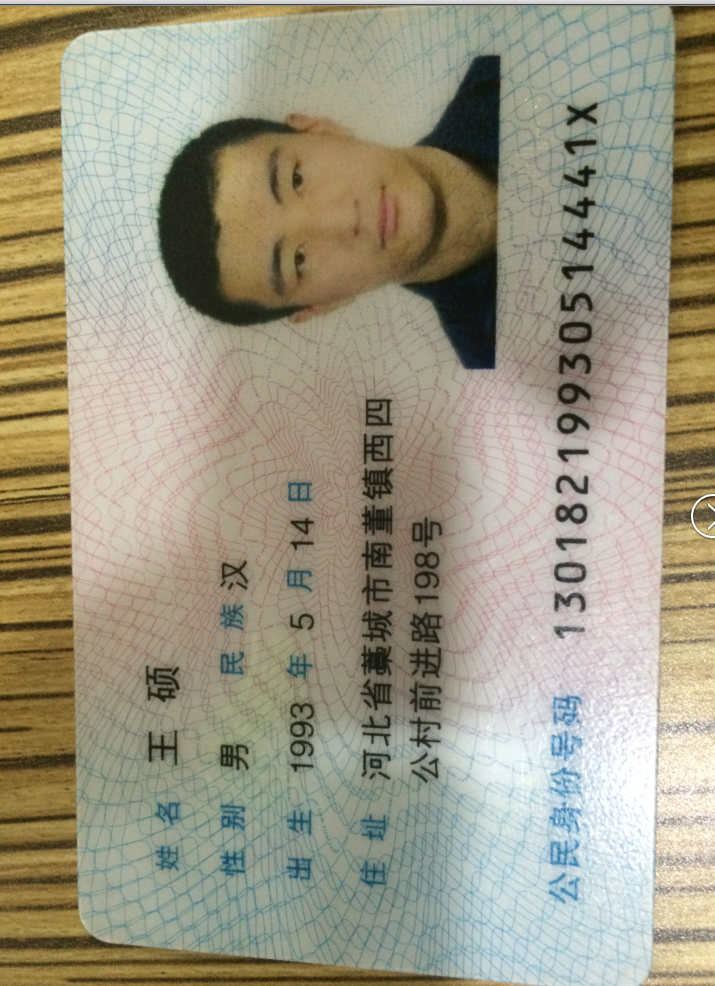 姓名 王硕
性别 男 民族 汉
出生 1993 年 5 月 14 日
住址 河北省藁城市南董镇西四
公村前进路198号
公民身份号码 13018219930514441X